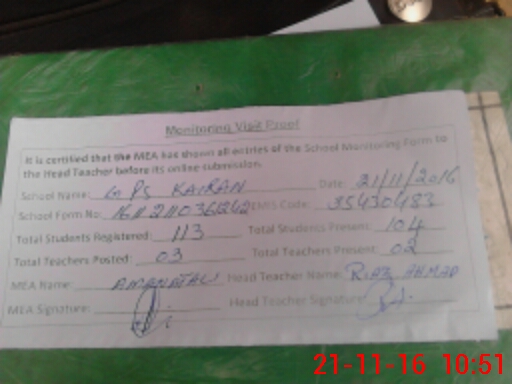 Monitoring Visit Proof
It is certified that the MEA has shown all entries of the School Monitoring Form to
the Head Teacher before its online submission.
School Name: GPS KAIRAN Date: 21/11/2016
School Form No: EMIS Code: 35430483
Total Students Registered: 113 Total Students Present: 104
Total Teachers Posted: 03 Total Teachers Present: 02
MEA Name: Head Teacher Name: RIAZ AHMAD
MEA Signature: Head Teacher Signature:
21-11-16 10:51